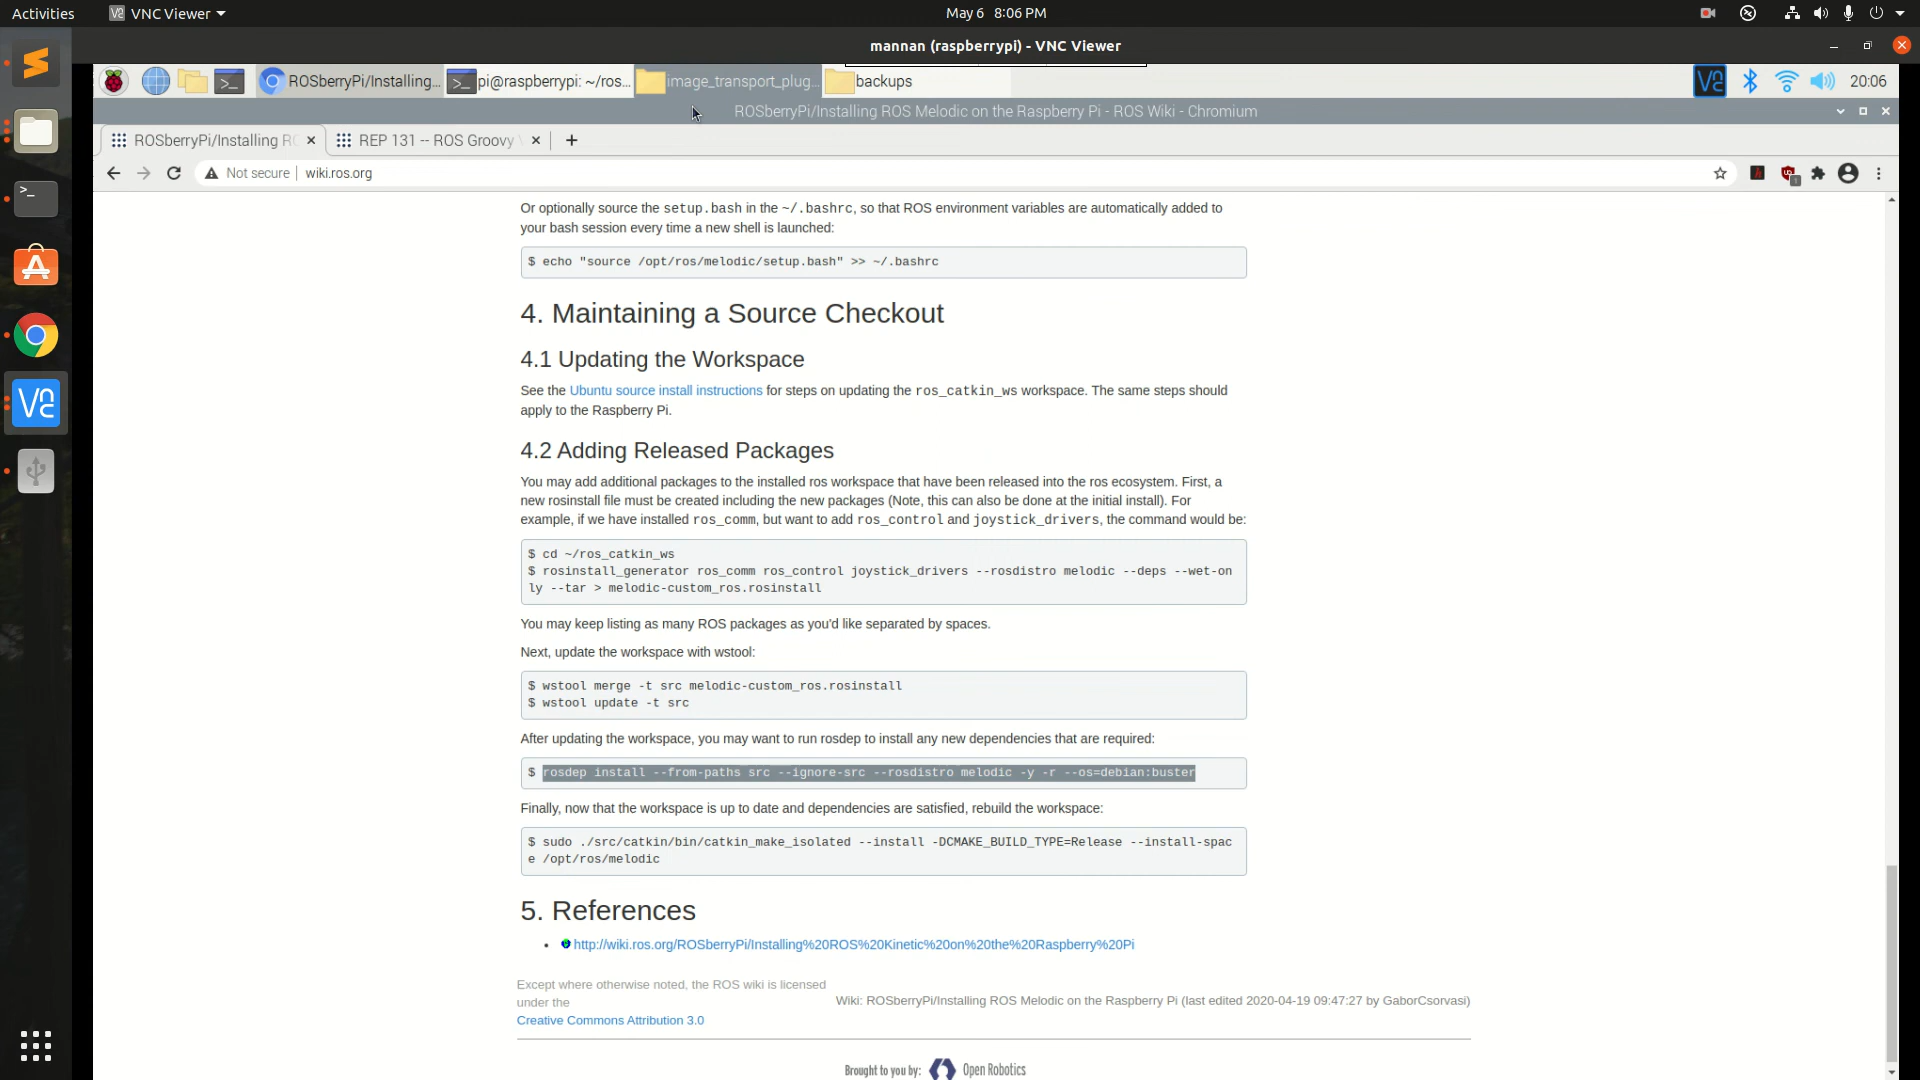 Activities VNC Viewer May 6 8:06 PM
mannan (raspberrypi) - VNC Viewer
ROSberryPi/Installing... pi@raspberrypi: ~/ros... image_transport_plug... backups 20:06
ROSberryPi/Installing ROS Melodic on the Raspberry Pi - ROS Wiki - Chromium
ROSberryPi/Installing RO REP 131 -- ROS Groovy
Not secure | wiki.ros.org
Or optionally source the setup.bash in the ~/.bashrc, so that ROS environment variables are automatically added to
your bash session every time a new shell is launched:
$ echo "source /opt/ros/melodic/setup.bash" >> ~/.bashrc
4. Maintaining a Source Checkout
4.1 Updating the Workspace
See the Ubuntu source install instructions for steps on updating the ros_catkin_ws workspace. The same steps should
apply to the Raspberry Pi.
4.2 Adding Released Packages
You may add additional packages to the installed ros workspace that have been released into the ros ecosystem. First, a
new rosinstall file must be created including the new packages (Note, this can also be done at the initial install). For
example, if we have installed ros_comm, but want to add ros_control and joystick_drivers, the command would be:
$ cd ~/ros_catkin_ws
$ rosinstall_generator ros_comm ros_control joystick_drivers --rosdistro melodic --deps --wet-on
ly --tar > melodic-custom_ros.rosinstall
You may keep listing as many ROS packages as you'd like separated by spaces.
Next, update the workspace with wstool:
$ wstool merge -t src melodic-custom_ros.rosinstall
$ wstool update -t src
After updating the workspace, you may want to run rosdep to install any new dependencies that are required:
$ rosdep install --from-paths src --ignore-src --rosdistro melodic -y -r --os=debian:buster
Finally, now that the workspace is up to date and dependencies are satisfied, rebuild the workspace:
$ sudo ./src/catkin/bin/catkin_make_isolated --install -DCMAKE_BUILD_TYPE=Release --install-spac
e /opt/ros/melodic
5. References
http://wiki.ros.org/ROSberryPi/Installing%20ROS%20Kinetic%20on%20the%20Raspberry%20Pi
Except where otherwise noted, the ROS wiki is licensed
under the
Creative Commons Attribution 3.0
Wiki: ROSberryPi/Installing ROS Melodic on the Raspberry Pi (last edited 2020-04-19 09:47:27 by GaborCsorvasi)
Brought to you by: Open Robotics